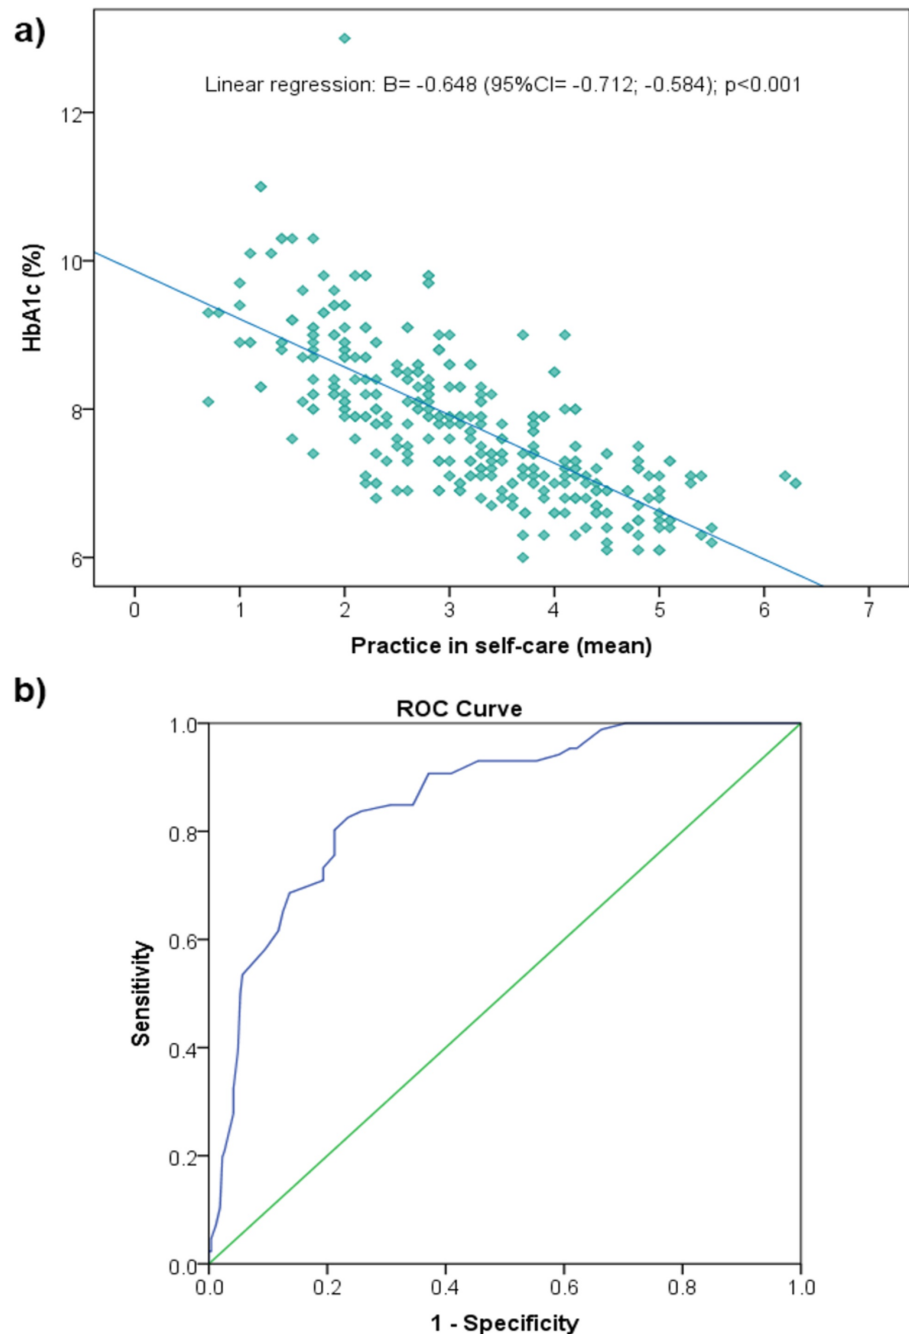 a)
Linear regression: B= -0.648 (95%CI= -0.712; -0.584); p<0.001
HbA1c (%)
12
10
8
6
0 1 2 3 4 5 6 7
Practice in self-care (mean)
b)
ROC Curve
Sensitivity
1.0
0.8
0.6
0.4
0.2
0.0
0.0 0.2 0.4 0.6 0.8 1.0
1 - Specificity